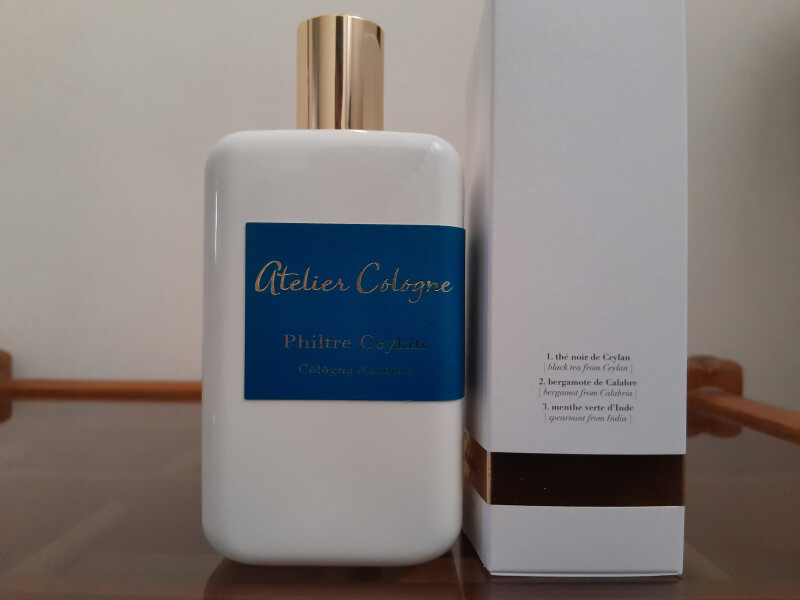 Atelier Cologne
Philtre Ceylan
Cologne Absolue
1. thé noir de Ceylan
[ black tea from Ceylan ]
2. bergamote de Calabre
[ bergamot from Calabria ]
3. menthe verte d'Inde
[ spearmint from India ]